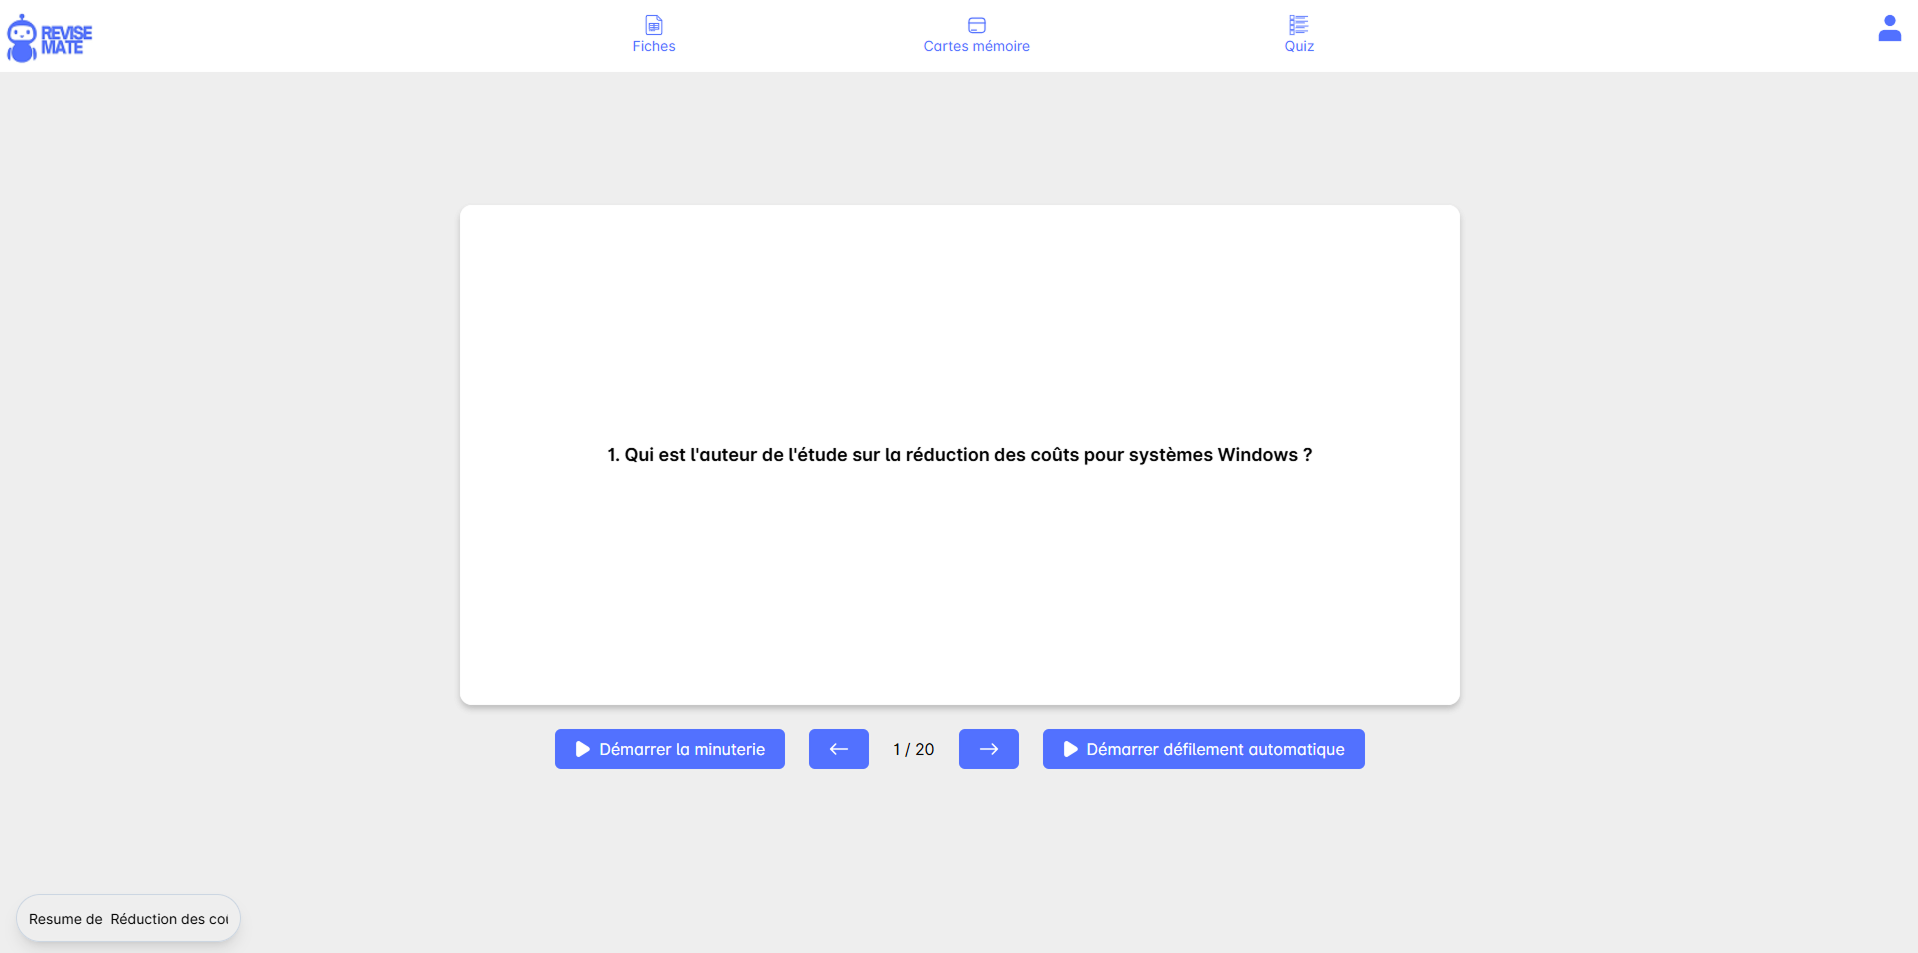 REVISE
MATE
Fiches
Cartes mémoire
Quiz
1. Qui est l'auteur de l'étude sur la réduction des coûts pour systèmes Windows ?
Démarrer la minuterie
1 / 20
Démarrer défilement automatique
Resume de Réduction des co